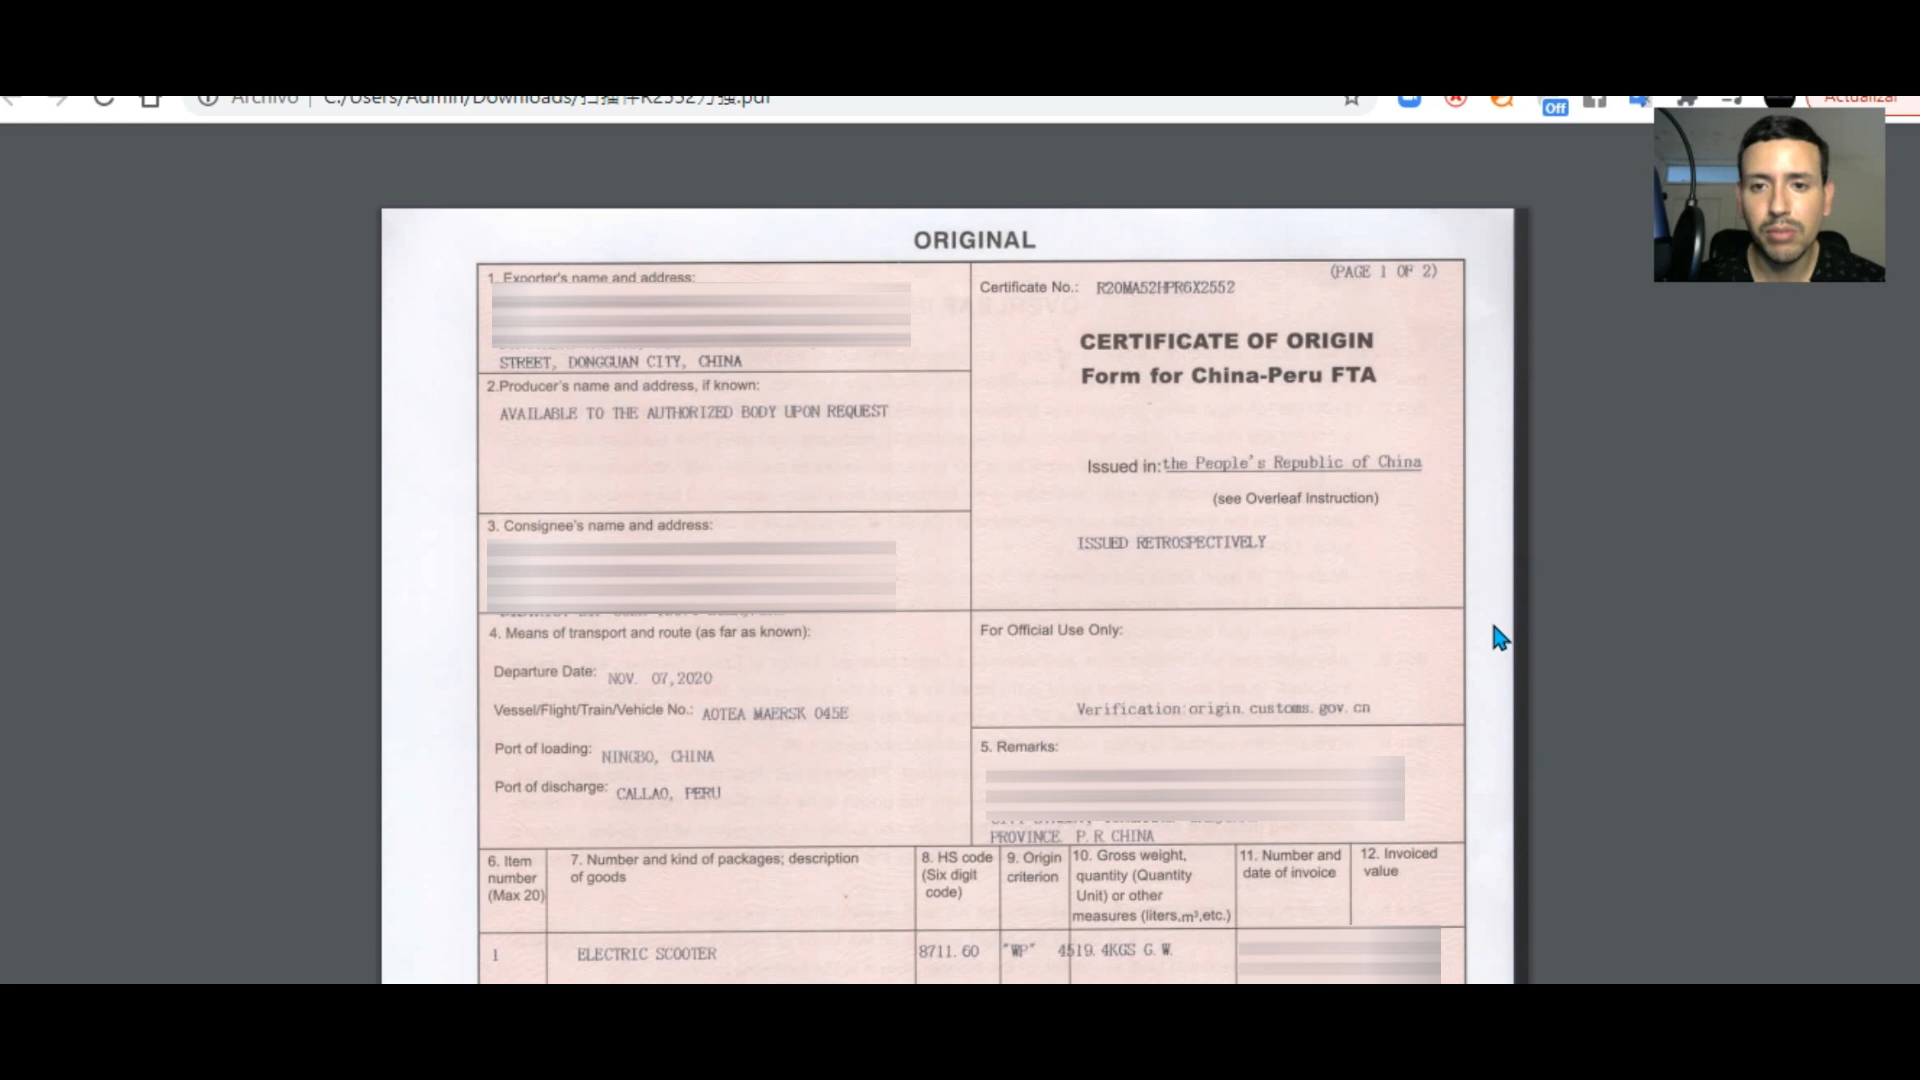 Archivo | C:/Users/Admin/Downloads/扫描件R2552
Off
Actualizar
ORIGINAL
1. Exporter's name and address:
STREET, DONGGUAN CITY, CHINA
2.Producer's name and address, if known:
AVAILABLE TO THE AUTHORIZED BODY UPON REQUEST
3. Consignee's name and address:
(PAGE 1 OF 2)
Certificate No.: R20MA52HPR6X2552
CERTIFICATE OF ORIGIN
Form for China-Peru FTA
Issued in:the People's Republic of China
(see Overleaf Instruction)
ISSUED RETROSPECTIVELY
4. Means of transport and route (as far as known):
Departure Date: NOV. 07,2020
Vessel/Flight/Train/Vehicle No.: AOTEA MAERSK 045E
Port of loading: NINGBO, CHINA
Port of discharge: CALLAO, PERU
For Official Use Only:
Verification:origin.customs.gov.cn
5. Remarks:
PROVINCE P.R CHINA
6. Item
number
(Max 20)
7. Number and kind of packages; description
of goods
8. HS code
(Six digit
code)
9. Origin
criterion
10. Gross weight,
quantity (Quantity
Unit) or other
measures (liters,m³,etc.)
11. Number and
date of invoice
12. Invoiced
value
1 ELECTRIC SCOOTER 8711.60 "WP" 4519.4KGS G.W.